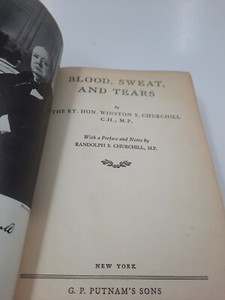 BLOOD, SWEAT,
AND TEARS
By
THE RT. HON. WINSTON S. CHURCHILL
C.H., M.P.
With a Preface and Notes by
RANDOLPH S. CHURCHILL, M.P.
NEW YORK
G. P. PUTNAM'S SONS